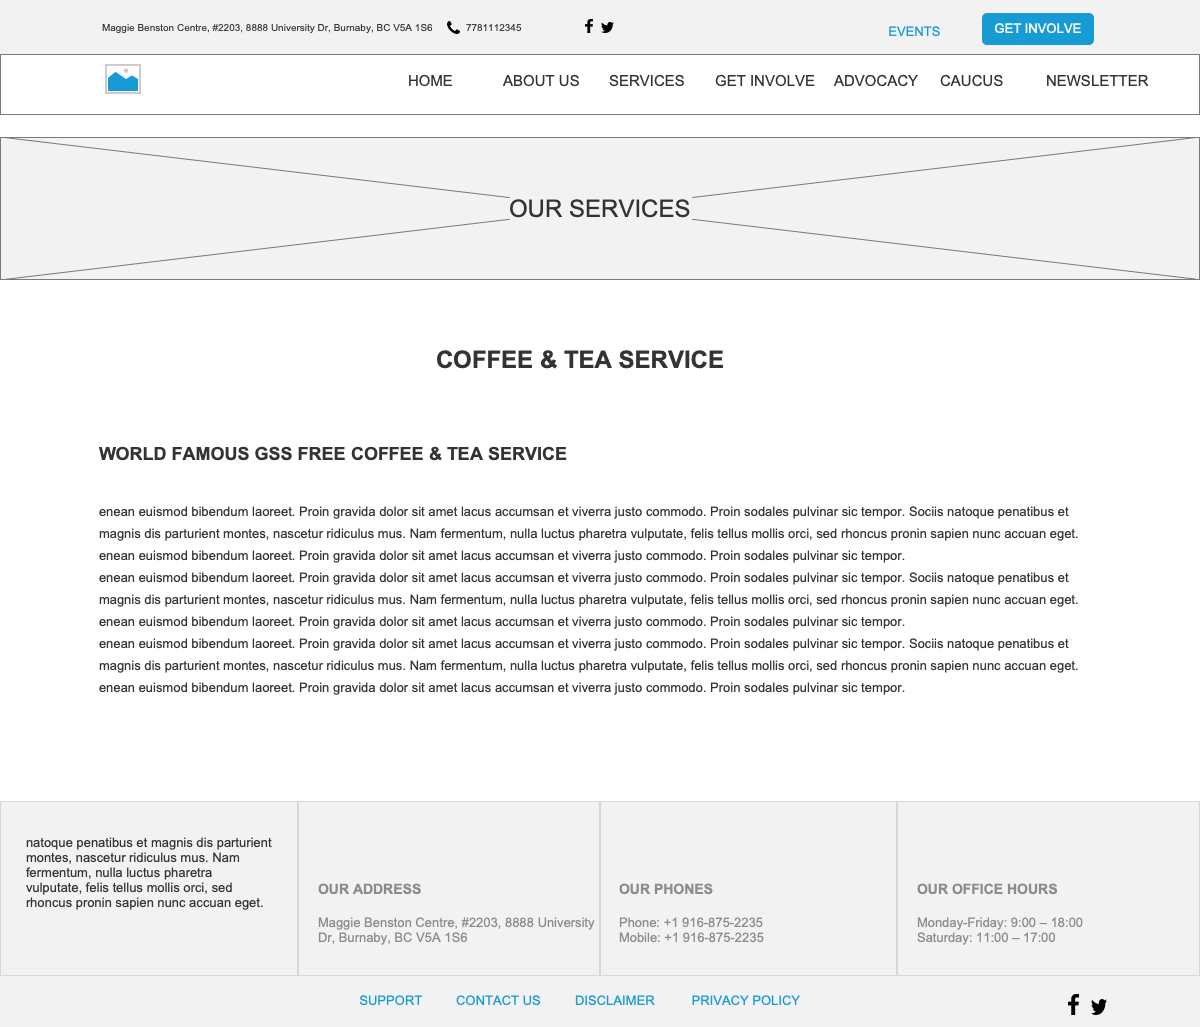 Maggie Benston Centre, #2203, 8888 University Dr, Burnaby, BC V5A 1S6 7781112345
EVENTS
GET INVOLVE
HOME ABOUT US SERVICES GET INVOLVE ADVOCACY CAUCUS NEWSLETTER
OUR SERVICES
COFFEE & TEA SERVICE
WORLD FAMOUS GSS FREE COFFEE & TEA SERVICE
enean euismod bibendum laoreet. Proin gravida dolor sit amet lacus accumsan et viverra justo commodo. Proin sodales pulvinar sic tempor. Sociis natoque penatibus et
magnis dis parturient montes, nascetur ridiculus mus. Nam fermentum, nulla luctus pharetra vulputate, felis tellus mollis orci, sed rhoncus pronin sapien nunc accuan eget.
enean euismod bibendum laoreet. Proin gravida dolor sit amet lacus accumsan et viverra justo commodo. Proin sodales pulvinar sic tempor.
enean euismod bibendum laoreet. Proin gravida dolor sit amet lacus accumsan et viverra justo commodo. Proin sodales pulvinar sic tempor. Sociis natoque penatibus et
magnis dis parturient montes, nascetur ridiculus mus. Nam fermentum, nulla luctus pharetra vulputate, felis tellus mollis orci, sed rhoncus pronin sapien nunc accuan eget.
enean euismod bibendum laoreet. Proin gravida dolor sit amet lacus accumsan et viverra justo commodo. Proin sodales pulvinar sic tempor.
enean euismod bibendum laoreet. Proin gravida dolor sit amet lacus accumsan et viverra justo commodo. Proin sodales pulvinar sic tempor. Sociis natoque penatibus et
magnis dis parturient montes, nascetur ridiculus mus. Nam fermentum, nulla luctus pharetra vulputate, felis tellus mollis orci, sed rhoncus pronin sapien nunc accuan eget.
enean euismod bibendum laoreet. Proin gravida dolor sit amet lacus accumsan et viverra justo commodo. Proin sodales pulvinar sic tempor.
natoque penatibus et magnis dis parturient
montes, nascetur ridiculus mus. Nam
fermentum, nulla luctus pharetra
vulputate, felis tellus mollis orci, sed
rhoncus pronin sapien nunc accuan eget.
OUR ADDRESS
Maggie Benston Centre, #2203, 8888 University
Dr, Burnaby, BC V5A 1S6
OUR PHONES
Phone: +1 916-875-2235
Mobile: +1 916-875-2235
OUR OFFICE HOURS
Monday-Friday: 9:00 – 18:00
Saturday: 11:00 – 17:00
SUPPORT CONTACT US DISCLAIMER PRIVACY POLICY